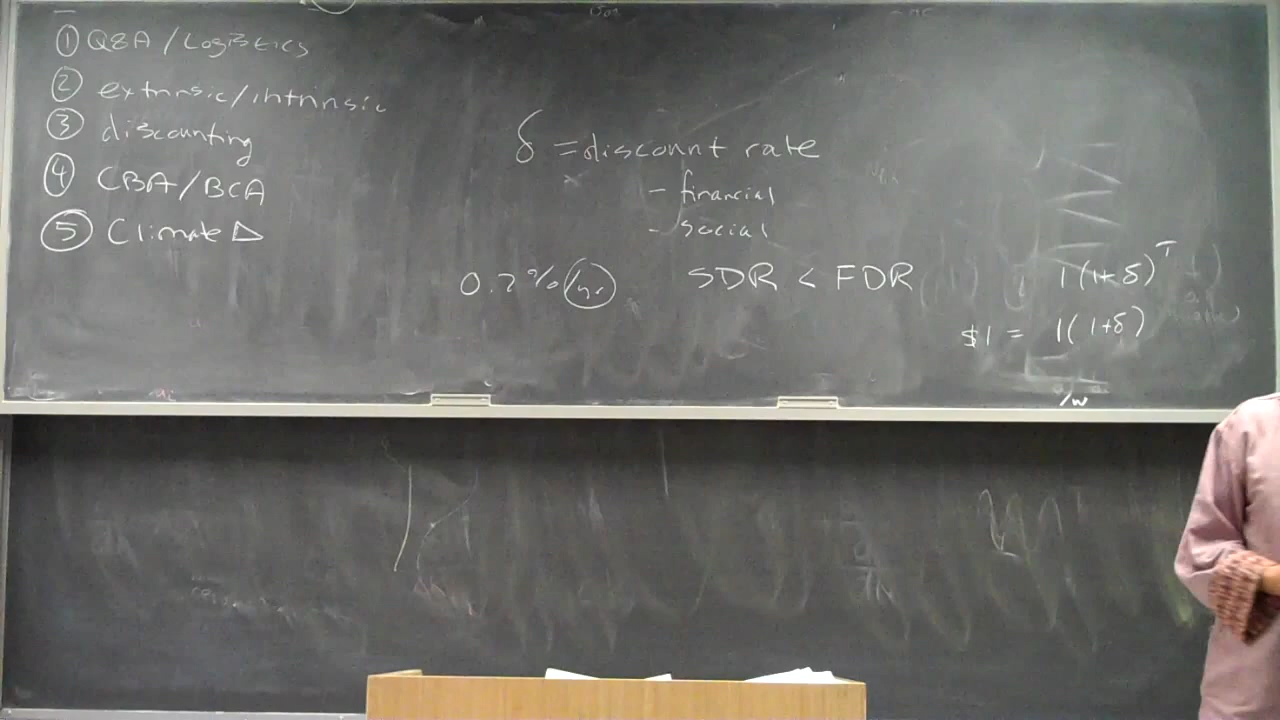 ① Q&A / Logistics
② extrinsic/intrinsic
③ discounting
④ CBA/BCA
⑤ Climate Δ
δ = discount rate
- financial
- social
0.2%/yr
SDR < FDR
1(1+δ)^T
$1 = 1(1+δ)